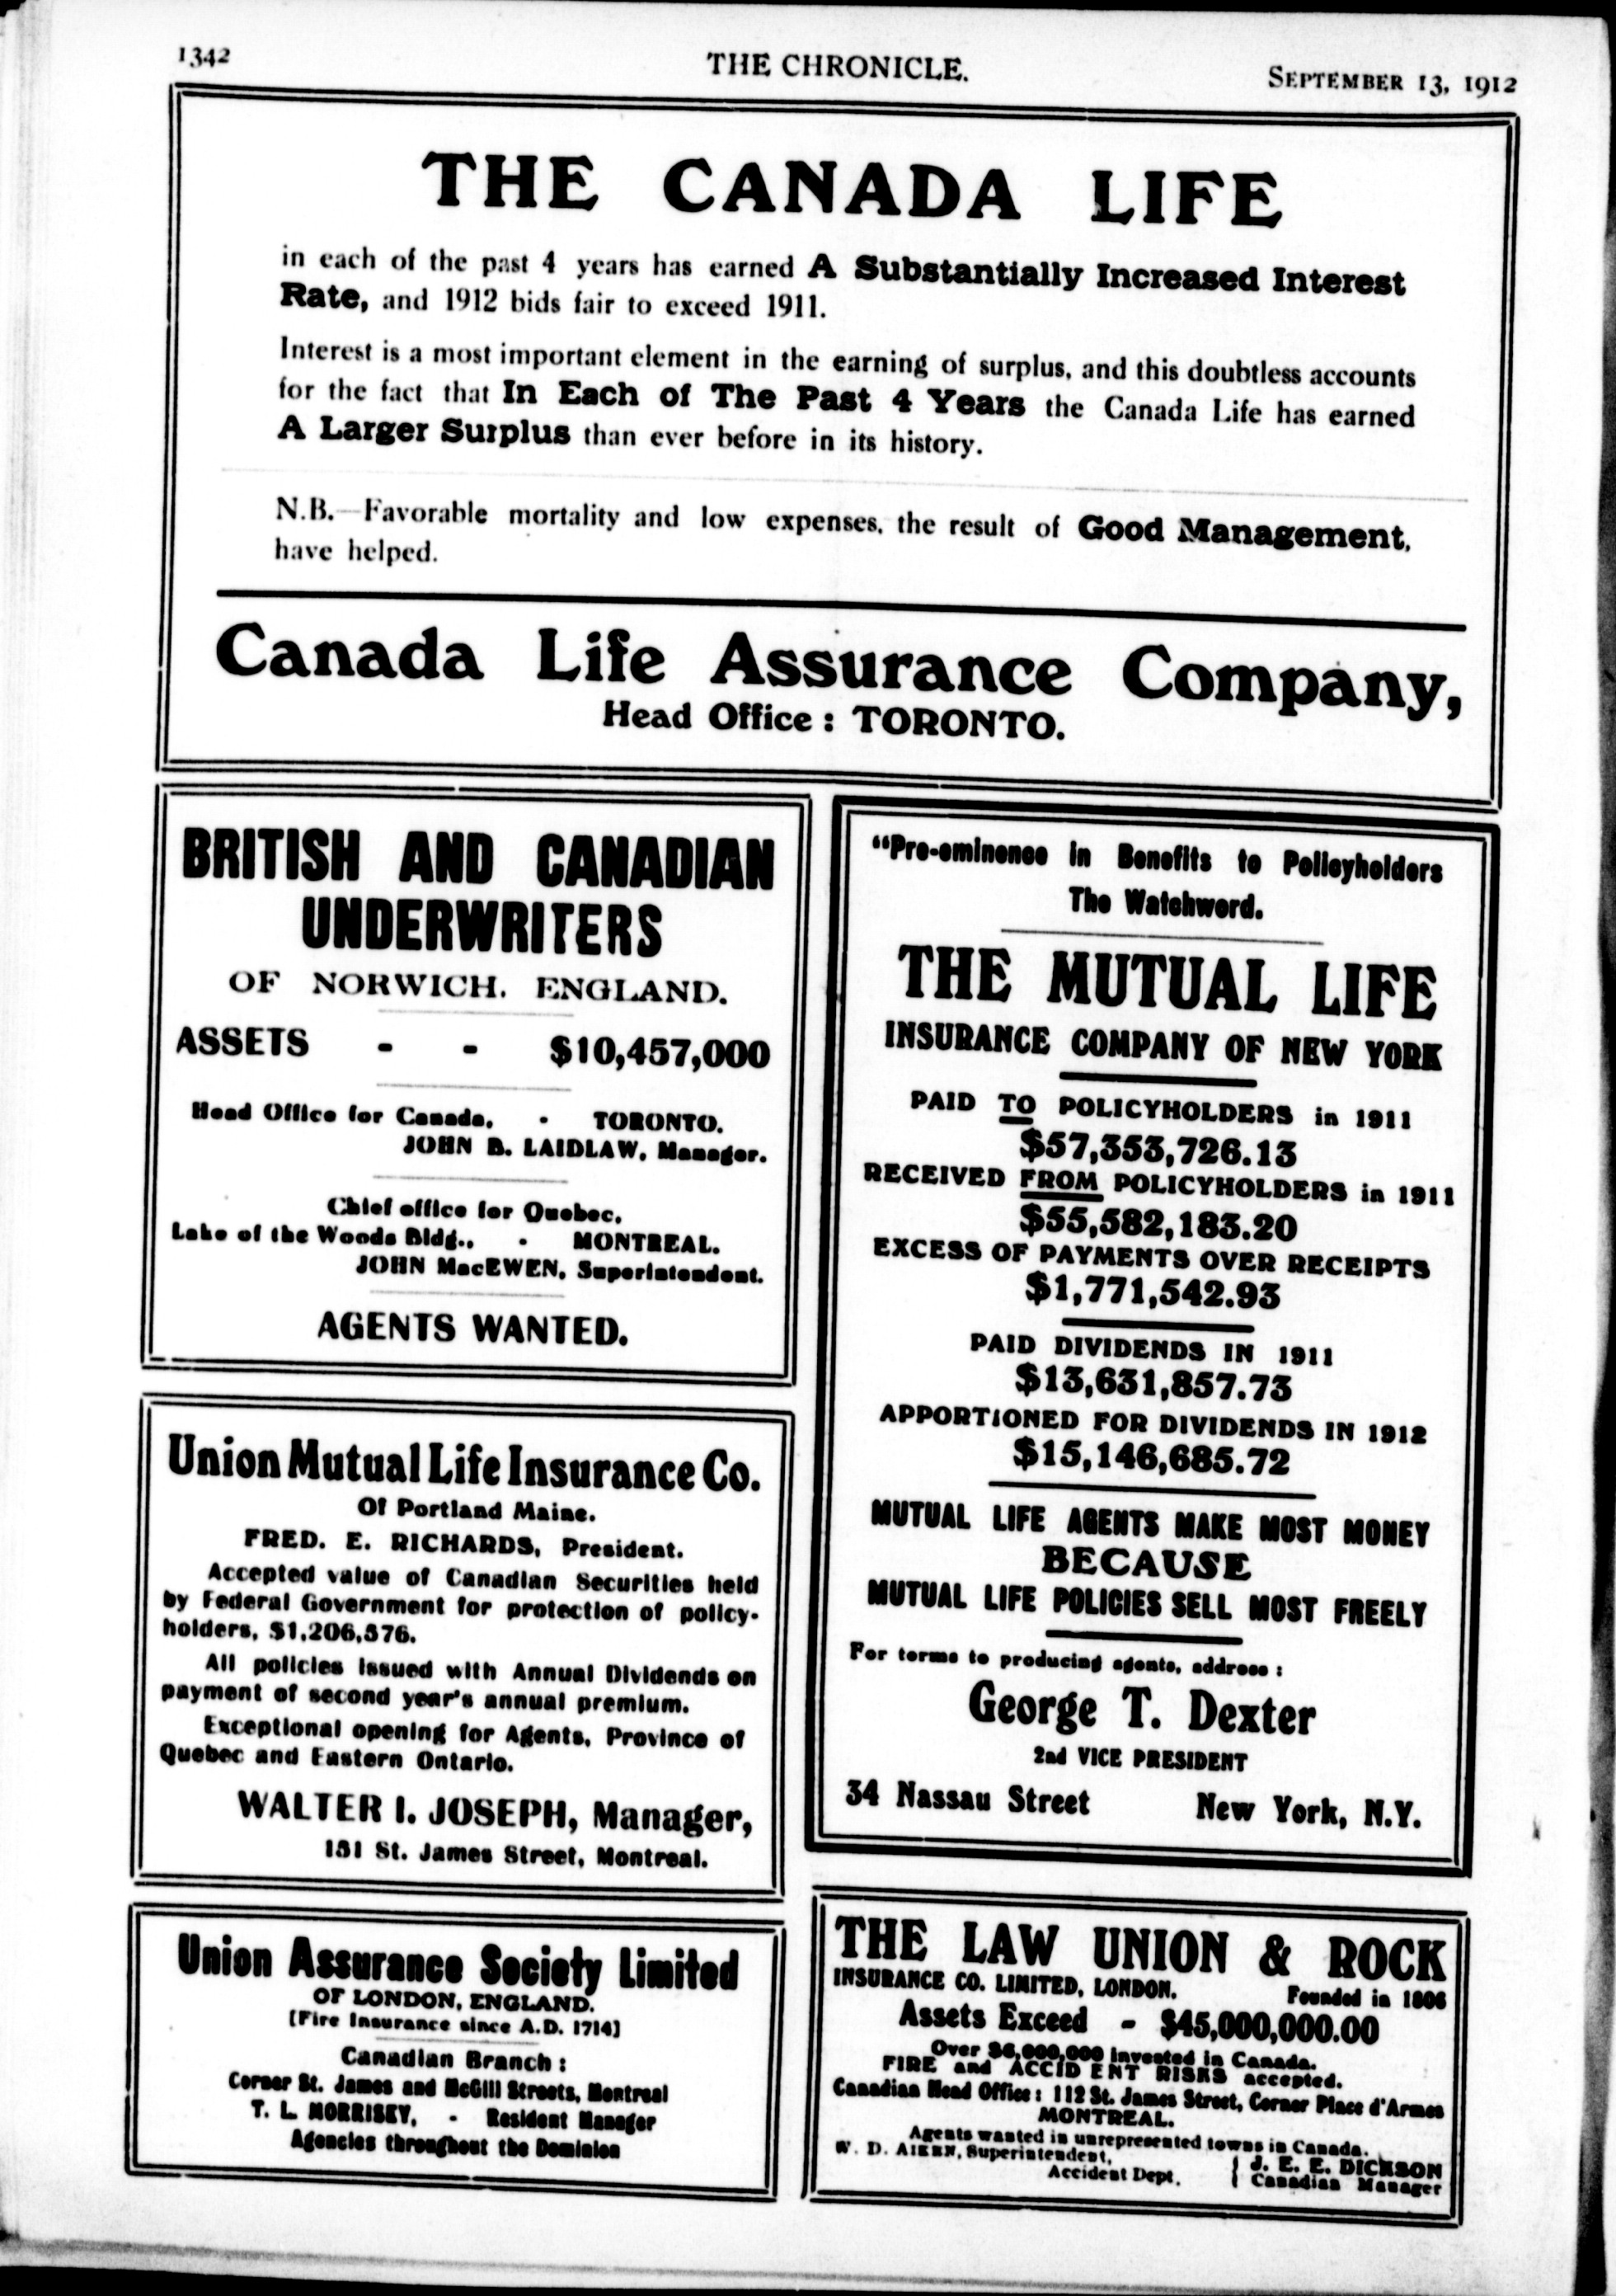 1342
THE CHRONICLE.
SEPTEMBER 13, 1912
THE CANADA LIFE
in each of the past 4 years has earned A Substantially Increased Interest
Rate, and 1912 bids fair to exceed 1911.
Interest is a most important element in the earning of surplus, and this doubtless accounts
for the fact that In Each of The Past 4 Years the Canada Life has earned
A Larger Surplus than ever before in its history.
N.B.—Favorable mortality and low expenses, the result of Good Management,
have helped.
Canada Life Assurance Company,
Head Office : TORONTO.
BRITISH AND CANADIAN
UNDERWRITERS
OF NORWICH, ENGLAND.
ASSETS - - $10,457,000
Head Office for Canada, - TORONTO.
JOHN B. LAIDLAW, Manager.
Chief office for Quebec,
Lake of the Woods Bldg., - MONTREAL.
JOHN MacEWEN, Superintendent.
AGENTS WANTED.
Union Mutual Life Insurance Co.
Of Portland Maine.
FRED. E. RICHARDS, President.
Accepted value of Canadian Securities held
by Federal Government for protection of policy-
holders, $1,206,576.
All policies issued with Annual Dividends on
payment of second year's annual premium.
Exceptional opening for Agents, Province of
Quebec and Eastern Ontario.
WALTER I. JOSEPH, Manager,
151 St. James Street, Montreal.
Union Assurance Society Limited
OF LONDON, ENGLAND.
[Fire Insurance since A.D. 1714]
Canadian Branch :
Corner St. James and McGill Streets, Montreal
T. L. MORRISEY, - Resident Manager
Agencies throughout the Dominion
"Pre-eminence in Benefits to Policyholders
The Watchword.
THE MUTUAL LIFE
INSURANCE COMPANY OF NEW YORK
PAID TO POLICYHOLDERS in 1911
$57,353,726.13
RECEIVED FROM POLICYHOLDERS in 1911
$55,582,183.20
EXCESS OF PAYMENTS OVER RECEIPTS
$1,771,542.93
PAID DIVIDENDS IN 1911
$13,631,857.73
APPORTIONED FOR DIVIDENDS IN 1912
$15,146,685.72
MUTUAL LIFE AGENTS MAKE MOST MONEY
BECAUSE
MUTUAL LIFE POLICIES SELL MOST FREELY
For terms to producing agents, address :
George T. Dexter
2nd VICE PRESIDENT
34 Nassau Street New York, N.Y.
THE LAW UNION & ROCK
INSURANCE CO. LIMITED, LONDON. Founded in 1806
Assets Exceed - $45,000,000.00
Over $6,000,000 invested in Canada.
FIRE and ACCID ENT RISKS accepted.
Canadian Head Office : 112 St. James Street, Corner Place d'Armes
MONTREAL.
Agents wanted in unrepresented towns in Canada.
W. D. AIKEN, Superintendent, } J. E. E. DICKSON
Accident Dept. } Canadian Manager